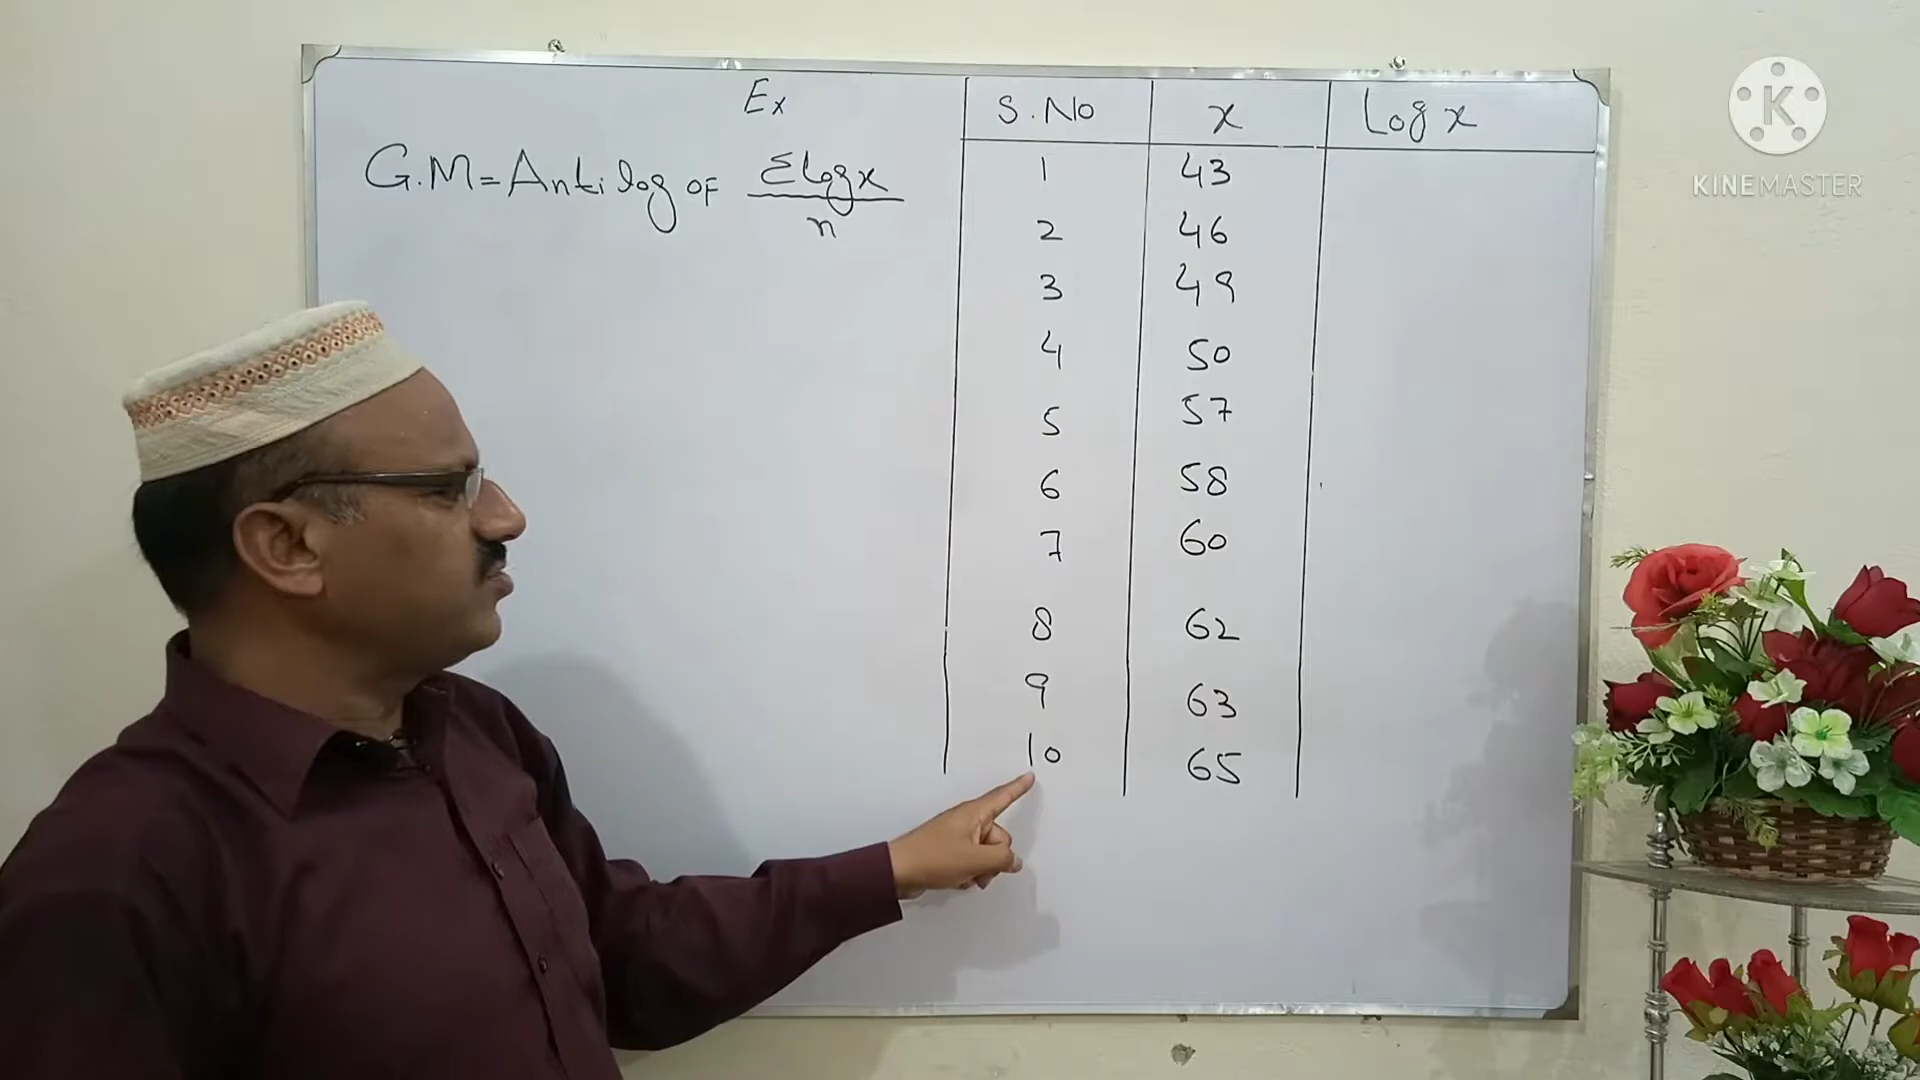 Ex
G.M = Antilog of Σ Log x / n
S.No x Log x
1 43
2 46
3 49
4 50
5 57
6 58
7 60
8 62
9 63
10 65
K
KINEMASTER